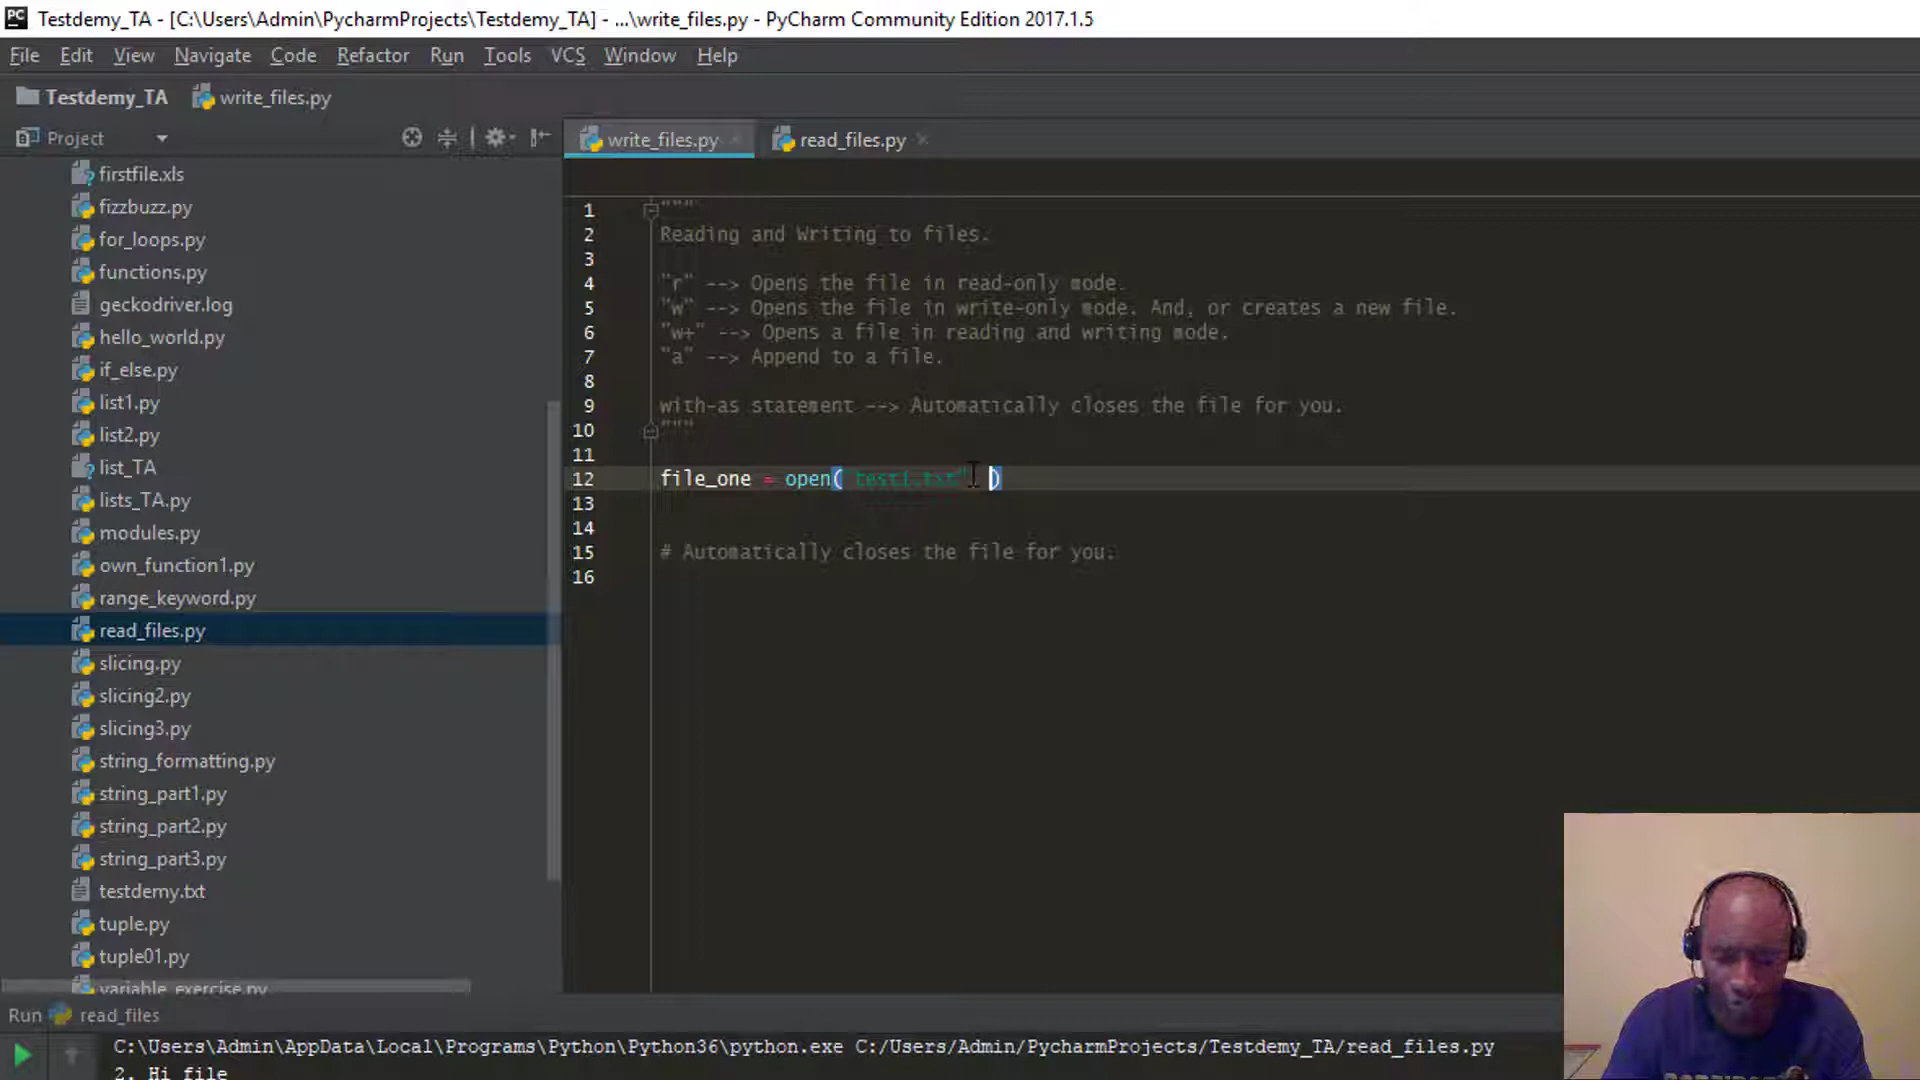 Testdemy_TA - [C:\Users\Admin\PycharmProjects\Testdemy_TA] - ...\write_files.py - PyCharm Community Edition 2017.1.5
File Edit View Navigate Code Refactor Run Tools VCS Window Help
Testdemy_TA write_files.py
Project
write_files.py read_files.py
firstfile.xls
fizzbuzz.py
for_loops.py
functions.py
geckodriver.log
hello_world.py
if_else.py
list1.py
list2.py
list_TA
lists_TA.py
modules.py
own_function1.py
range_keyword.py
read_files.py
slicing.py
slicing2.py
slicing3.py
string_formatting.py
string_part1.py
string_part2.py
string_part3.py
testdemy.txt
tuple.py
tuple01.py
variable_exercise.py
1 """
2 Reading and Writing to files.
3
4 "r" --> Opens the file in read-only mode.
5 "w" --> Opens the file in write-only mode. And, or creates a new file.
6 "w+" --> Opens a file in reading and writing mode.
7 "a" --> Append to a file.
8
9 with-as statement --> Automatically closes the file for you.
10 """
11
12 file_one = open( test1.txt" )
13
14
15 # Automatically closes the file for you.
16
Run read_files
C:\Users\Admin\AppData\Local\Programs\Python\Python36\python.exe C:/Users/Admin/PycharmProjects/Testdemy_TA/read_files.py
2. Hi file